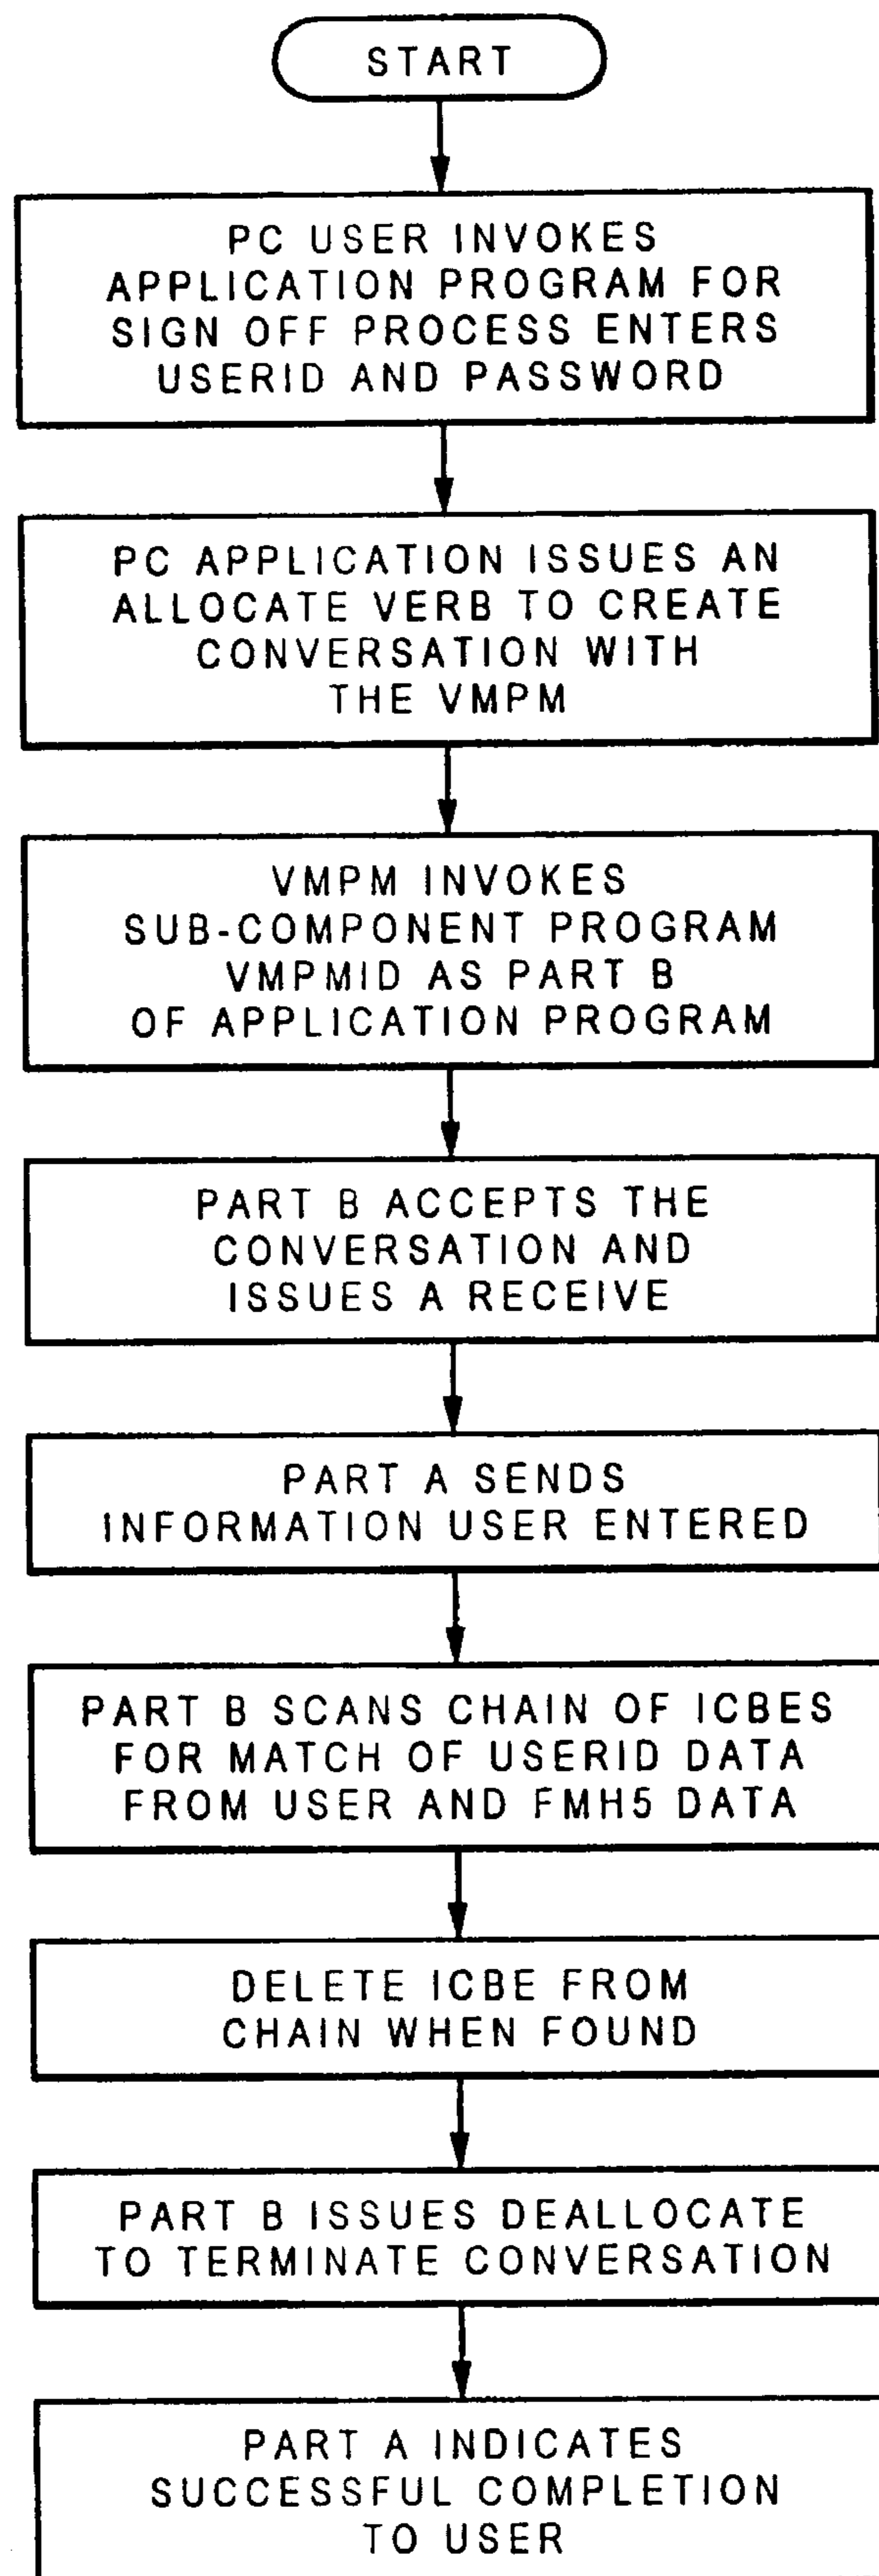 START
PC USER INVOKES
APPLICATION PROGRAM FOR
SIGN OFF PROCESS ENTERS
USERID AND PASSWORD
PC APPLICATION ISSUES AN
ALLOCATE VERB TO CREATE
CONVERSATION WITH
THE VMPM
VMPM INVOKES
SUB-COMPONENT PROGRAM
VMPMID AS PART B
OF APPLICATION PROGRAM
PART B ACCEPTS THE
CONVERSATION AND
ISSUES A RECEIVE
PART A SENDS
INFORMATION USER ENTERED
PART B SCANS CHAIN OF ICBES
FOR MATCH OF USERID DATA
FROM USER AND FMH5 DATA
DELETE ICBE FROM
CHAIN WHEN FOUND
PART B ISSUES DEALLOCATE
TO TERMINATE CONVERSATION
PART A INDICATES
SUCCESSFUL COMPLETION
TO USER